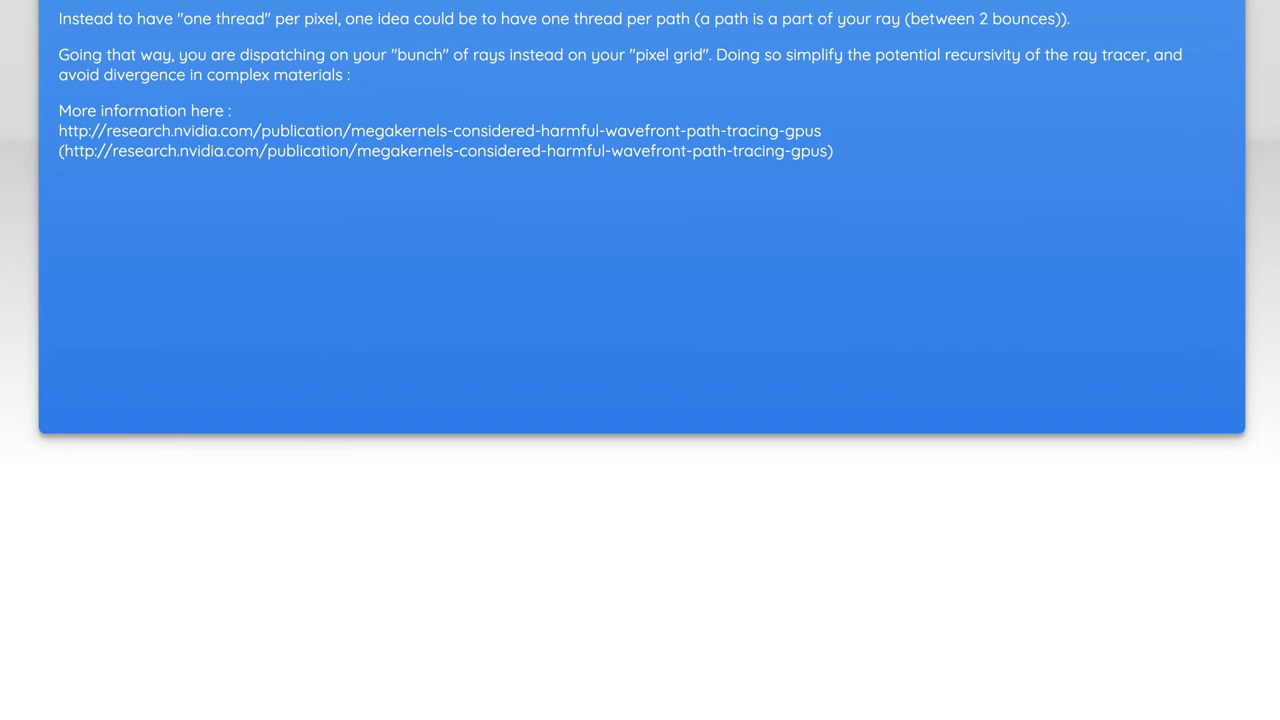 Instead to have "one thread" per pixel, one idea could be to have one thread per path (a path is a part of your ray (between 2 bounces)).
Going that way, you are dispatching on your "bunch" of rays instead on your "pixel grid". Doing so simplify the potential recursivity of the ray tracer, and
avoid divergence in complex materials :
More information here :
http://research.nvidia.com/publication/megakernels-considered-harmful-wavefront-path-tracing-gpus
(http://research.nvidia.com/publication/megakernels-considered-harmful-wavefront-path-tracing-gpus)